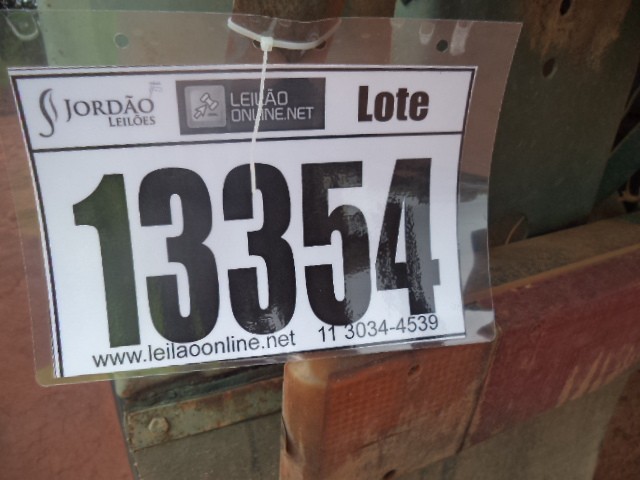 JORDÃO
LEILÕES
LEILÃO
ONLINE.NET
Lote
13354
www.leilaoonline.net 11 3034-4539